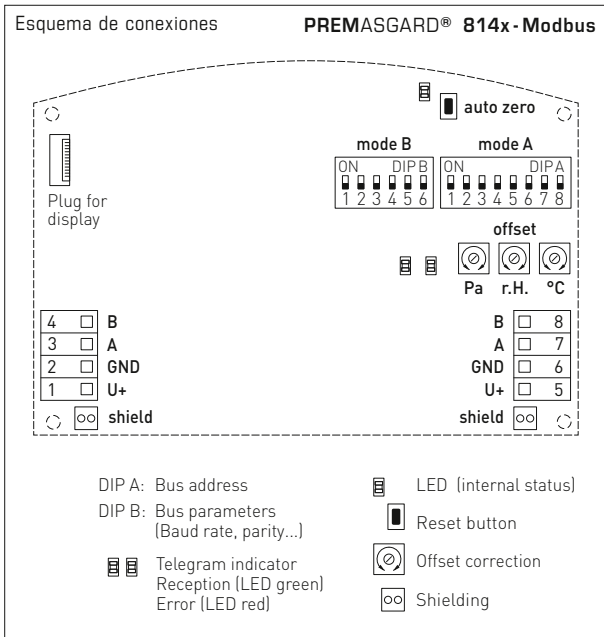 Esquema de conexiones PREMASGARD® 814x-Modbus
auto zero
mode B mode A
ON DIP B ON DIP A
1 2 3 4 5 6 1 2 3 4 5 6 7 8
Plug for
display
offset
Pa r.H. °C
4 B B 8
3 A A 7
2 GND GND 6
1 U+ U+ 5
shield shield
DIP A: Bus address
DIP B: Bus parameters
(Baud rate, parity...)
Telegram indicator
Reception (LED green)
Error (LED red)
LED (internal status)
Reset button
Offset correction
Shielding